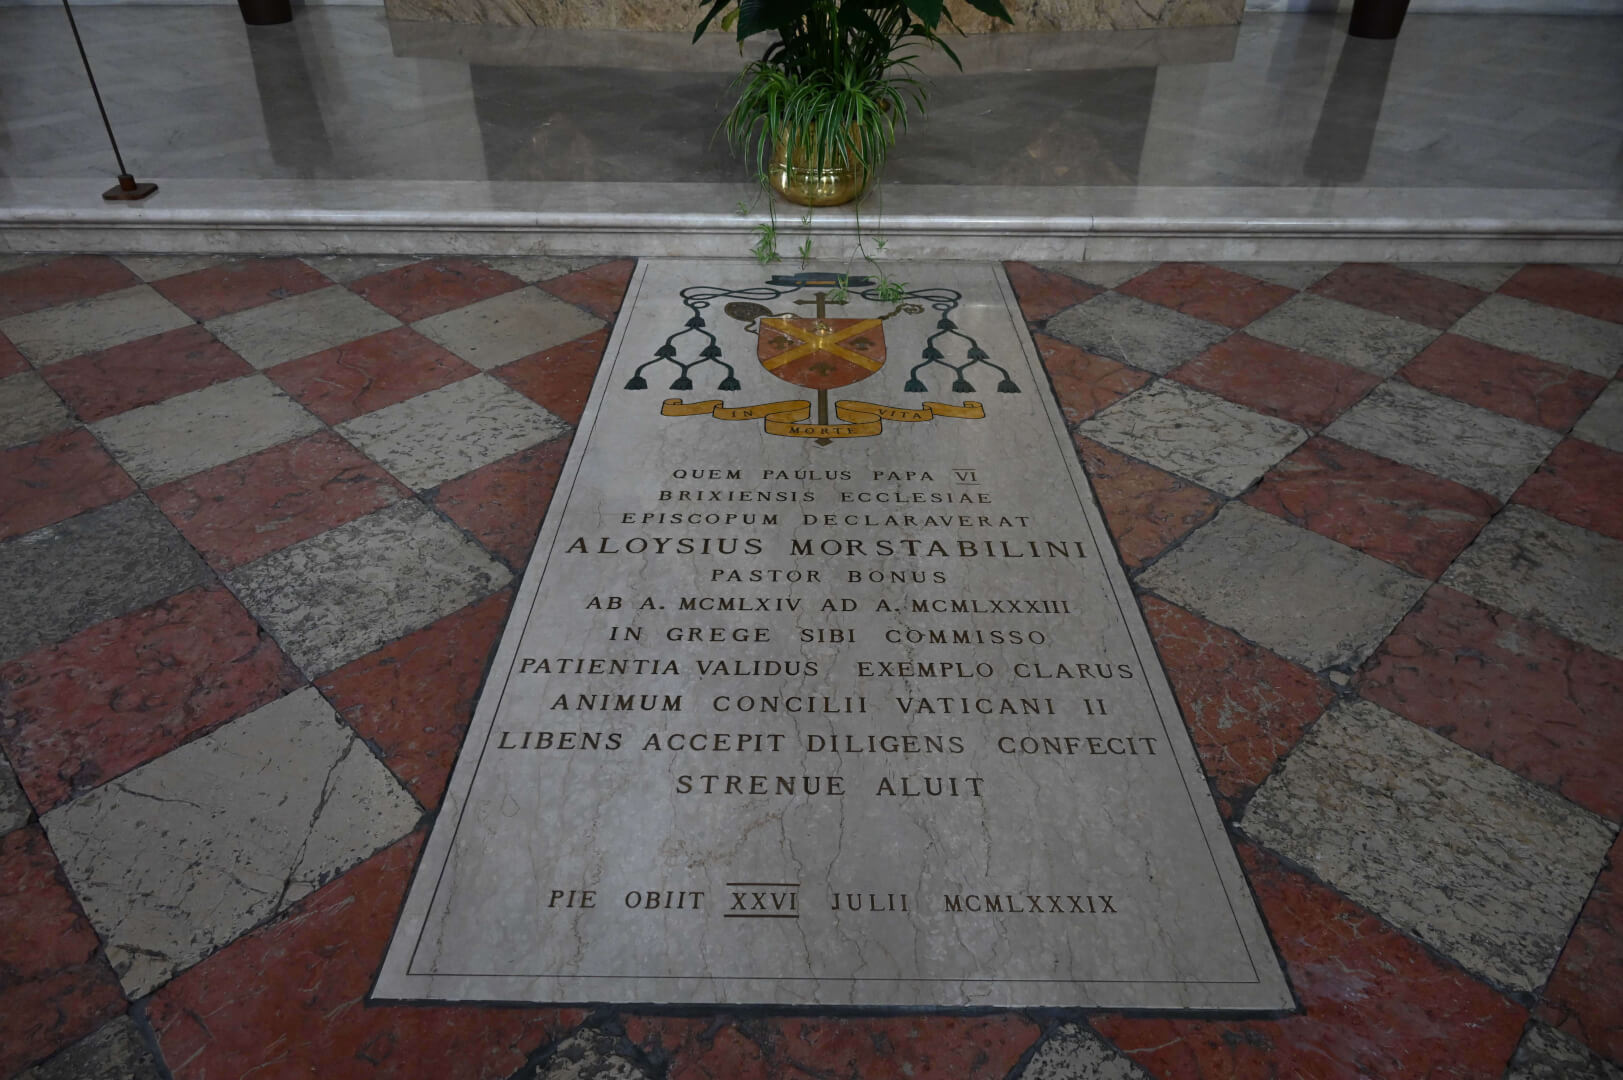 IN MORTE VITA
QUEM PAULUS PAPA VI
BRIXIENSIS ECCLESIAE
EPISCOPUM DECLARAVERAT
ALOYSIUS MORSTABILINI
PASTOR BONUS
AB A. MCMLXIV AD A. MCMLXXXIII
IN GREGE SIBI COMMISSO
PATIENTIA VALIDUS EXEMPLO CLARUS
ANIMUM CONCILII VATICANI II
LIBENS ACCEPIT DILIGENS CONFECIT
STRENUE ALUIT
PIE OBIIT XXVI JULII MCMLXXXIX